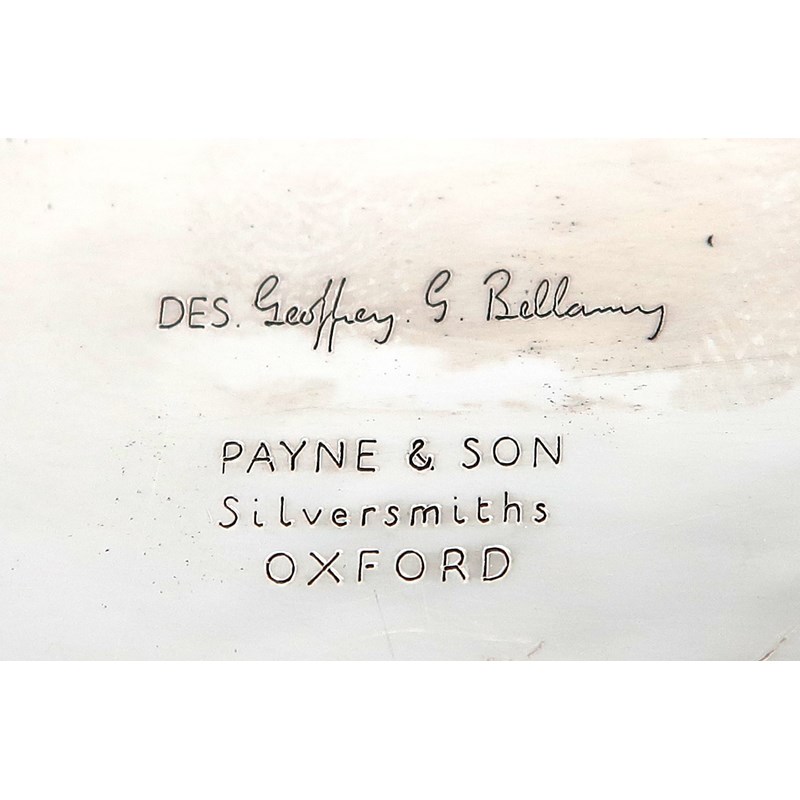 DES. Geoffrey. G. Bellamy
PAYNE & SON
Silversmiths
OXFORD